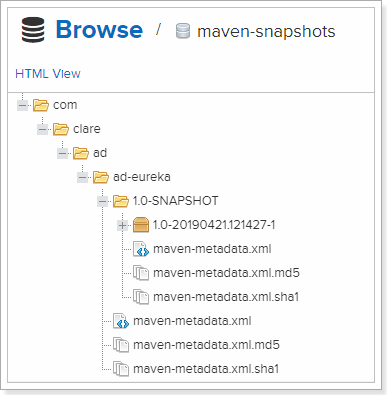 Browse / maven-snapshots
HTML View
com
clare
ad
ad-eureka
1.0-SNAPSHOT
1.0-20190421.121427-1
maven-metadata.xml
maven-metadata.xml.md5
maven-metadata.xml.sha1
maven-metadata.xml
maven-metadata.xml.md5
maven-metadata.xml.sha1